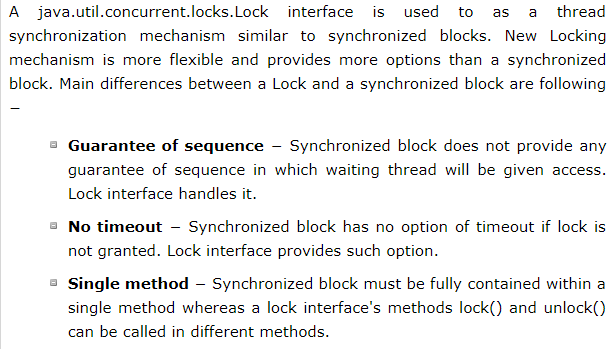 A java.util.concurrent.locks.Lock interface is used to as a thread
synchronization mechanism similar to synchronized blocks. New Locking
mechanism is more flexible and provides more options than a synchronized
block. Main differences between a Lock and a synchronized block are following
−
Guarantee of sequence − Synchronized block does not provide any
guarantee of sequence in which waiting thread will be given access.
Lock interface handles it.
No timeout − Synchronized block has no option of timeout if lock is
not granted. Lock interface provides such option.
Single method − Synchronized block must be fully contained within a
single method whereas a lock interface's methods lock() and unlock()
can be called in different methods.